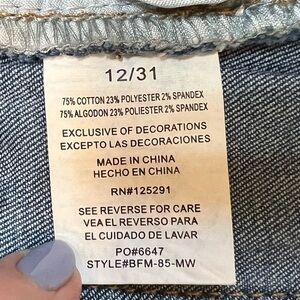 12/31
75% COTTON 23% POLYESTER 2% SPANDEX
75% ALGODON 23% POLIESTER 2% SPANDEX
EXCLUSIVE OF DECORATIONS
EXCEPTO LAS DECORACIONES
MADE IN CHINA
HECHO EN CHINA
RN#125291
SEE REVERSE FOR CARE
VEA EL REVERSO PARA
EL CUIDADO DE LAVAR
PO#6647
STYLE#BFM-85-MW